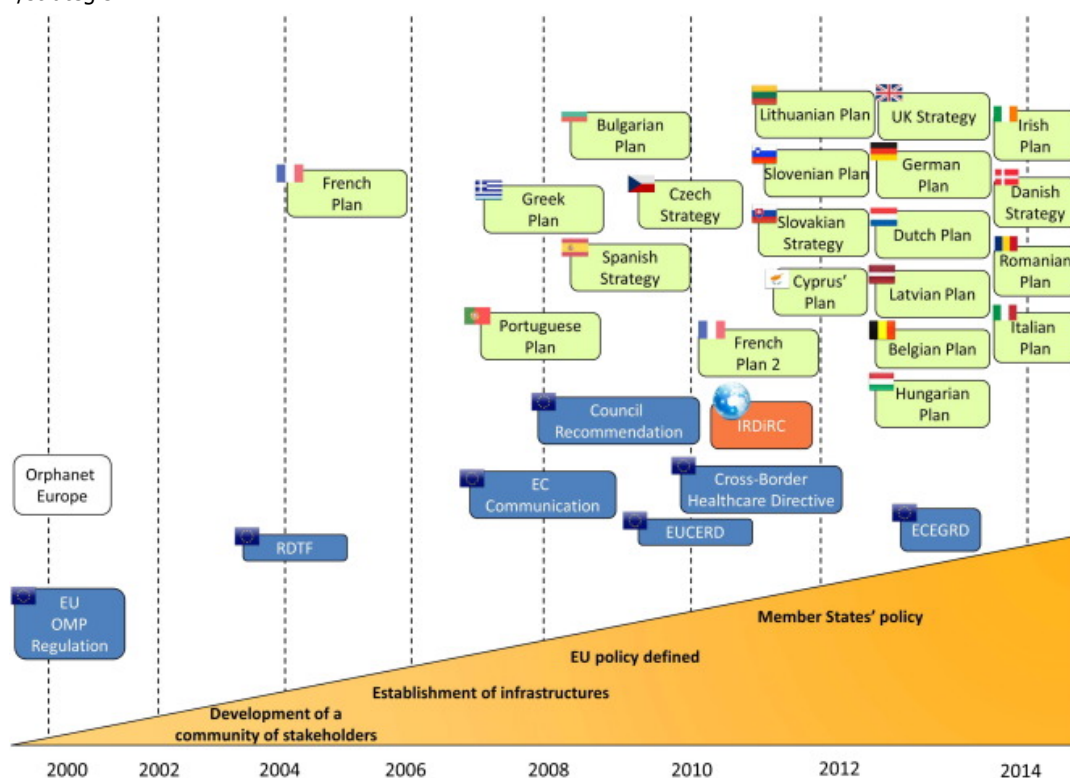 Lithuanian Plan
UK Strategy
Irish
Plan
Bulgarian
Plan
French
Plan
Slovenian Plan
German
Plan
Greek
Plan
Czech
Strategy
Danish
Strategy
Slovakian
Strategy
Dutch Plan
Spanish
Strategy
Romanian
Plan
Cyprus’
Plan
Latvian Plan
Portuguese
Plan
French
Plan 2
Belgian Plan
Italian
Plan
Hungarian
Plan
Council
Recommendation
IRDiRC
Orphanet
Europe
EC
Communication
Cross-Border
Healthcare Directive
EUCERD
ECEGRD
RDTF
EU
OMP
Regulation
Member States’ policy
EU policy defined
Establishment of infrastructures
Development of a
community of stakeholders
2000 2002 2004 2006 2008 2010 2012 2014